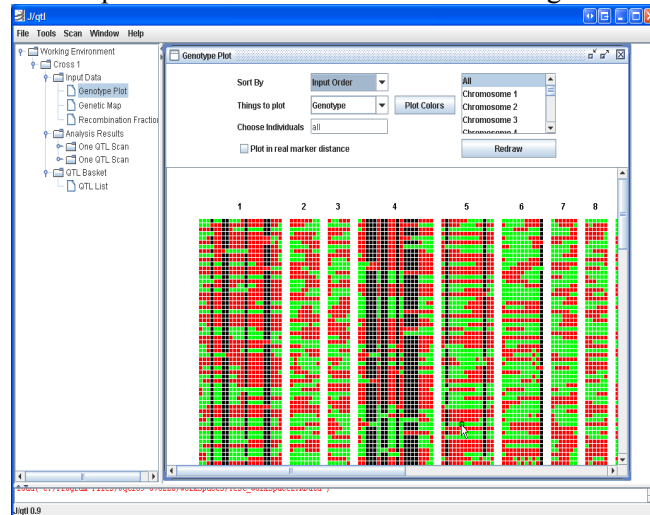 J/qtl
File Tools Scan Window Help
Working Environment
Cross 1
Input Data
Genotype Plot
Genetic Map
Recombination Fraction
Analysis Results
One QTL Scan
One QTL Scan
QTL Basket
QTL List
Genotype Plot
Sort By Input Order
Things to plot Genotype Plot Colors
Choose Individuals all
Plot in real marker distance
All
Chromosome 1
Chromosome 2
Chromosome 3
Chromosome 4
Redraw
1 2 3 4 5 6 7 8
J/qtl 0.9